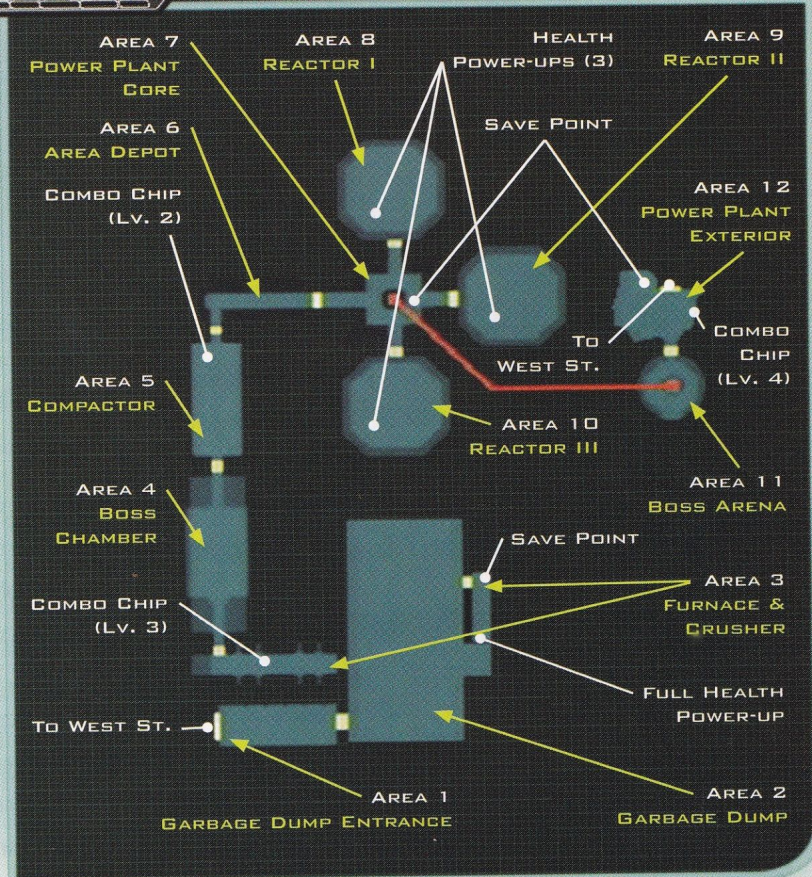 Area 7
Power Plant
Core
Area 8
Reactor I
Health
Power-ups (3)
Area 9
Reactor II
Area 6
Area Depot
Save Point
Combo Chip
(Lv. 2)
Area 12
Power Plant
Exterior
To
West St.
Combo
Chip
(Lv. 4)
Area 5
Compactor
Area 10
Reactor III
Area 11
Boss Arena
Area 4
Boss
Chamber
Save Point
Area 3
Furnace &
Crusher
Combo Chip
(Lv. 3)
Full Health
Power-up
To West St.
Area 1
Garbage Dump Entrance
Area 2
Garbage Dump